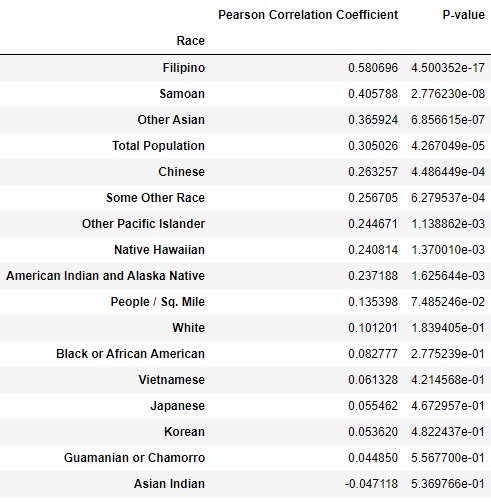 Pearson Correlation Coefficient P-value
Race
Filipino 0.580696 4.500352e-17
Samoan 0.405788 2.776230e-08
Other Asian 0.365924 6.856615e-07
Total Population 0.305026 4.267049e-05
Chinese 0.263257 4.486449e-04
Some Other Race 0.256705 6.279537e-04
Other Pacific Islander 0.244671 1.138862e-03
Native Hawaiian 0.240814 1.370010e-03
American Indian and Alaska Native 0.237188 1.625644e-03
People / Sq. Mile 0.135398 7.485246e-02
White 0.101201 1.839405e-01
Black or African American 0.082777 2.775239e-01
Vietnamese 0.061328 4.214568e-01
Japanese 0.055462 4.672957e-01
Korean 0.053620 4.822437e-01
Guamanian or Chamorro 0.044850 5.567700e-01
Asian Indian -0.047118 5.369766e-01